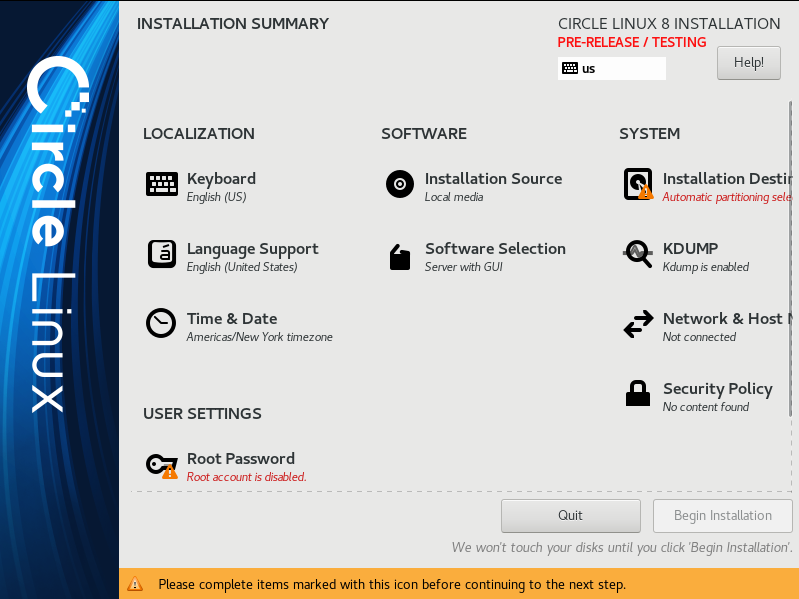 INSTALLATION SUMMARY
CIRCLE LINUX 8 INSTALLATION
PRE-RELEASE / TESTING
us
Help!
Circle Linux
LOCALIZATION
Keyboard
English (US)
Language Support
English (United States)
Time & Date
Americas/New York timezone
USER SETTINGS
Root Password
Root account is disabled.
SOFTWARE
Installation Source
Local media
Software Selection
Server with GUI
SYSTEM
Installation Destin
Automatic partitioning sele
KDUMP
Kdump is enabled
Network & Host N
Not connected
Security Policy
No content found
Quit
Begin Installation
We won't touch your disks until you click 'Begin Installation'.
Please complete items marked with this icon before continuing to the next step.